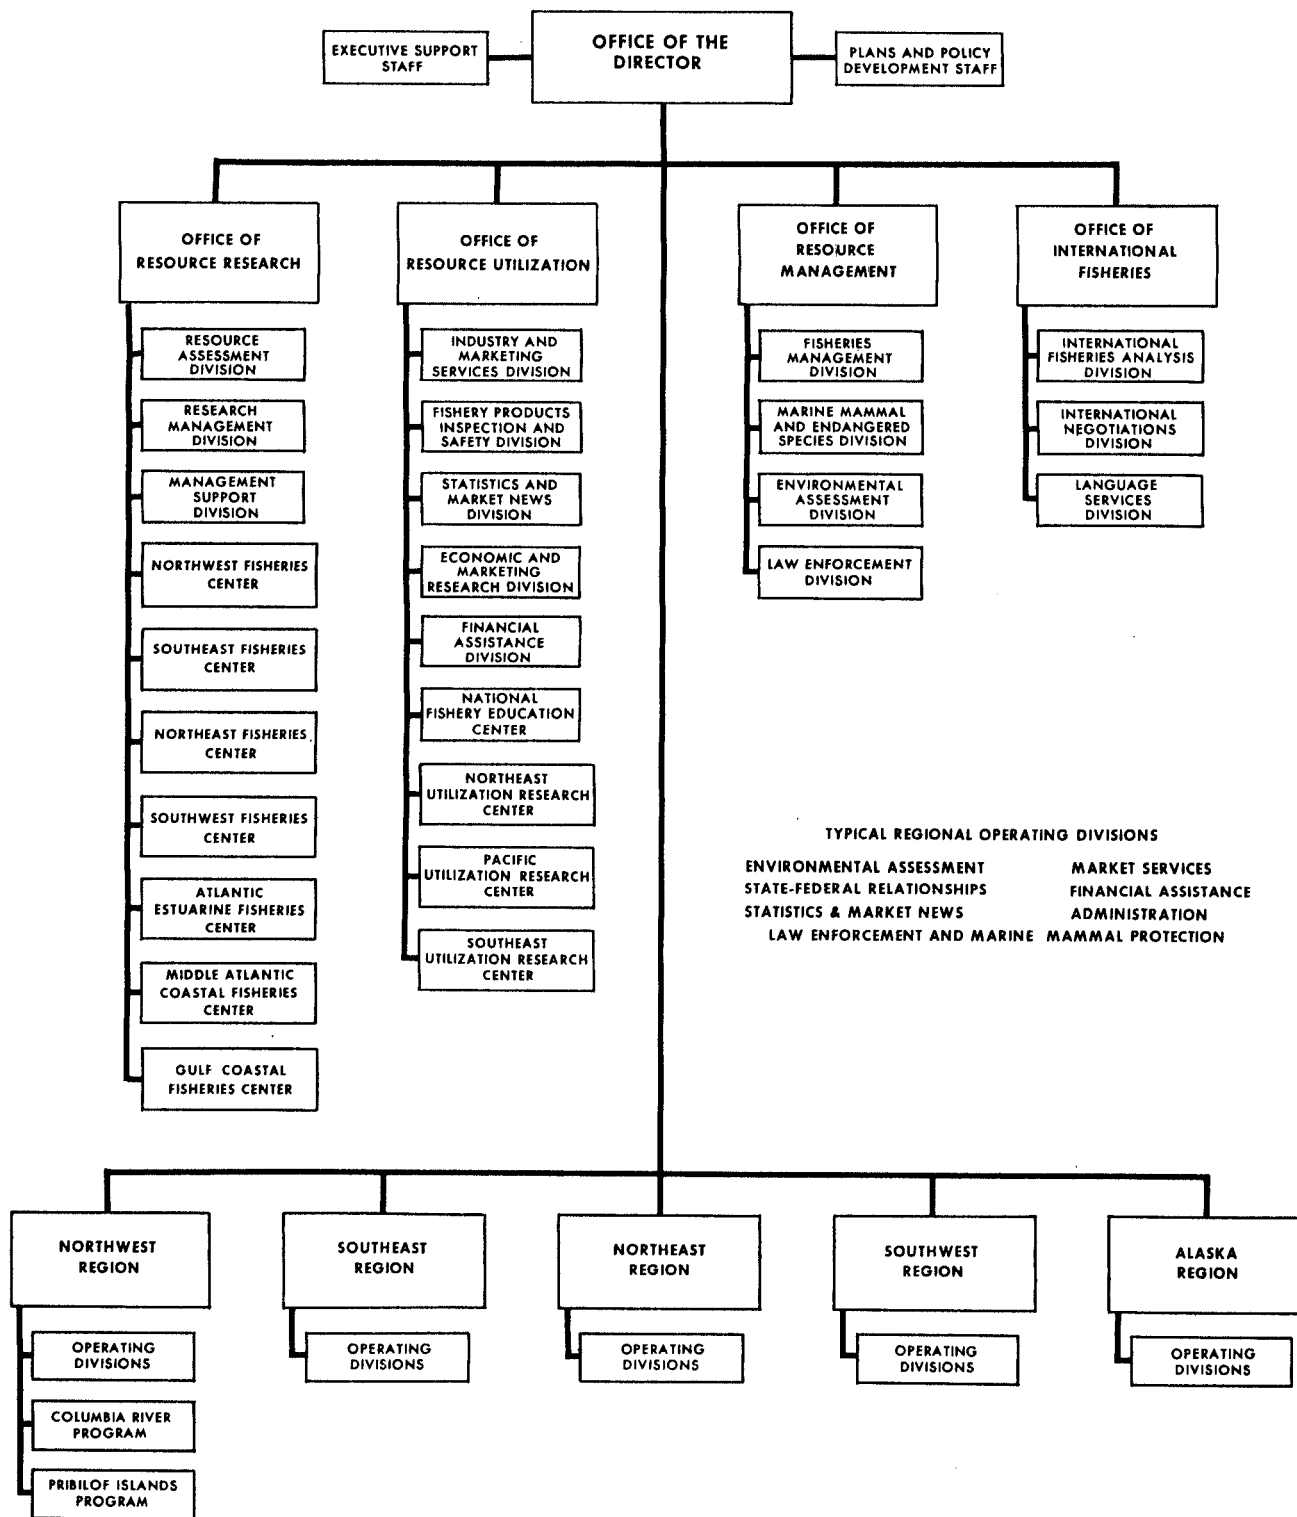 OFFICE OF THE
DIRECTOR
EXECUTIVE SUPPORT
STAFF
PLANS AND POLICY
DEVELOPMENT STAFF
OFFICE OF
RESOURCE RESEARCH
OFFICE OF
RESOURCE UTILIZATION
OFFICE OF
RESOURCE
MANAGEMENT
OFFICE OF
INTERNATIONAL
FISHERIES
RESOURCE
ASSESSMENT
DIVISION
RESEARCH
MANAGEMENT
DIVISION
MANAGEMENT
SUPPORT
DIVISION
NORTHWEST FISHERIES
CENTER
SOUTHEAST FISHERIES
CENTER
NORTHEAST FISHERIES
CENTER
SOUTHWEST FISHERIES
CENTER
ATLANTIC
ESTUARINE FISHERIES
CENTER
MIDDLE ATLANTIC
COASTAL FISHERIES
CENTER
GULF COASTAL
FISHERIES CENTER
INDUSTRY AND
MARKETING
SERVICES DIVISION
FISHERY PRODUCTS
INSPECTION AND
SAFETY DIVISION
STATISTICS AND
MARKET NEWS
DIVISION
ECONOMIC AND
MARKETING
RESEARCH DIVISION
FINANCIAL
ASSISTANCE
DIVISION
NATIONAL
FISHERY EDUCATION
CENTER
NORTHEAST
UTILIZATION RESEARCH
CENTER
PACIFIC
UTILIZATION RESEARCH
CENTER
SOUTHEAST
UTILIZATION RESEARCH
CENTER
FISHERIES
MANAGEMENT
DIVISION
MARINE MAMMAL
AND ENDANGERED
SPECIES DIVISION
ENVIRONMENTAL
ASSESSMENT
DIVISION
LAW ENFORCEMENT
DIVISION
INTERNATIONAL
FISHERIES ANALYSIS
DIVISION
INTERNATIONAL
NEGOTIATIONS
DIVISION
LANGUAGE
SERVICES
DIVISION
TYPICAL REGIONAL OPERATING DIVISIONS
ENVIRONMENTAL ASSESSMENT MARKET SERVICES
STATE-FEDERAL RELATIONSHIPS FINANCIAL ASSISTANCE
STATISTICS & MARKET NEWS ADMINISTRATION
LAW ENFORCEMENT AND MARINE MAMMAL PROTECTION
NORTHWEST
REGION
SOUTHEAST
REGION
NORTHEAST
REGION
SOUTHWEST
REGION
ALASKA
REGION
OPERATING
DIVISIONS
COLUMBIA RIVER
PROGRAM
PRIBILOF ISLANDS
PROGRAM
OPERATING
DIVISIONS
OPERATING
DIVISIONS
OPERATING
DIVISIONS
OPERATING
DIVISIONS